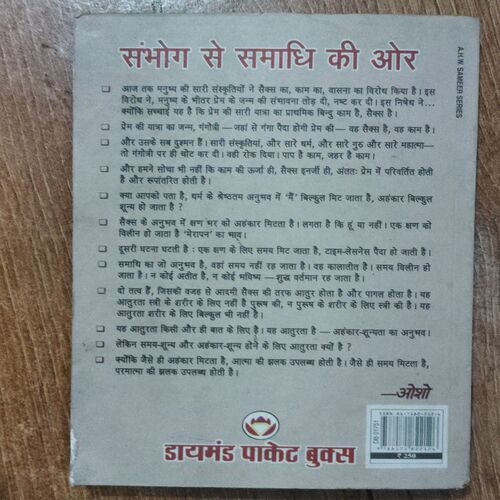 संभोग से समाधि की ओर
A.H.W. SAMEER SERIES
❑ आज तक मनुष्य की सारी संस्कृतियों ने सैक्स का, काम का, वासना का विरोध किया है। इस
विरोध ने, मनुष्य के भीतर प्रेम के जन्म की संभावना तोड़ दी, नष्ट कर दी। इस निषेध ने...
क्योंकि सच्चाई यह है कि प्रेम की सारी यात्रा का प्राथमिक बिन्दु काम है, सैक्स है।
❑ प्रेम की यात्रा का जन्म, गंगोत्री —जहां से गंगा पैदा होगी प्रेम की— वह सैक्स है, वह काम है।
❑ और उसके सब दुश्मन हैं। सारी संस्कृतियां, और सारे धर्म, और सारे गुरु और सारे महात्मा—
तो गंगोत्री पर ही चोट कर दी। वही रोक दिया। पाप है काम, जहर है काम।
❑ और हमने सोचा भी नहीं कि काम की ऊर्जा ही, सैक्स इनर्जी ही, अंततः प्रेम में परिवर्तित होती
है और रूपांतरित होती है।
❑ क्या आपको पता है, धर्म के श्रेष्ठतम अनुभव में ‘मैं’ बिल्कुल मिट जाता है, अहंकार बिल्कुल
शून्य हो जाता है ?
❑ सैक्स के अनुभव में क्षण भर को अहंकार मिटता है। लगता है कि हूं या नहीं। एक क्षण को
विलीन हो जाता है ‘मेरापन’ का भाव।
❑ दूसरी घटना घटती है : एक क्षण के लिए समय मिट जाता है, टाइम-लेसनेस पैदा हो जाती है।
❑ समाधि का जो अनुभव है, वहां समय नहीं रह जाता है। वह कालातीत है। समय विलीन हो
जाता है। न कोई अतीत है, न कोई भविष्य —शुद्ध वर्तमान रह जाता है।
❑ दो तत्व हैं, जिसकी वजह से आदमी सैक्स की तरफ आतुर होता है और पागल होता है। यह
आतुरता स्त्री के शरीर के लिए नहीं है पुरूष की, न पुरूष के शरीर के लिए स्त्री की है। यह
आतुरता शरीर के लिए बिल्कुल भी नहीं है।
❑ यह आतुरता किसी और ही बात के लिए है। यह आतुरता है — अहंकार-शून्यता का अनुभव।
❑ लेकिन समय-शून्य और अहंकार-शून्य होने के लिए आतुरता क्यों है ?
❑ क्योंकि जैसे ही अहंकार मिटता है, आत्मा की झलक उपलब्ध होती है। जैसे ही समय मिटता है,
परमात्मा की झलक उपलब्ध होती है।
—ओशो
डायमंड पाकेट बुक्स
₹ 250